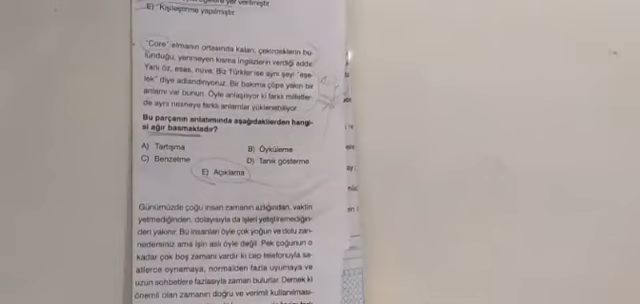 yer verilmiştir
E) Kişileştirme yapılmıştır.
"Core" elmanın ortasında kalan, çekirdeklerin bu-
lunduğu, yenmeyen kısma İngilizlerin verdiği addır.
Yani öz, esas, nüve. Biz Türkler ise aynı şeyi "eşe-
lek" diye adlandırıyoruz. Bir bakıma çöpe yakın bir
anlamı var bunun. Öyle anlaşılıyor ki farklı milletler
de aynı nesneye farklı anlamlar yükleyebiliyor.
Bu parçanın anlatımında aşağıdakilerden hangi-
si ağır basmaktadır?
A) Tartışma
B) Öyküleme
C) Benzetme
D) Tanık gösterme
E) Açıklama
Günümüzde çoğu insan zamanın azlığından, vaktin
yetmediğinden, dolayısıyla da işleri yetiştiremediğin-
den yakınır. Bu insanları öyle çok yoğun ve dolu zan-
nedersiniz ama işin aslı öyle değil. Pek çoğunun o
kadar çok boş zamanı vardır ki cep telefonuyla sa-
atlerce oynamaya, normalden fazla uyumaya ve
uzun sohbetlere fazlasıyla zaman bulurlar. Demek ki
önemli olan zamanın doğru ve verimli kullanılması-